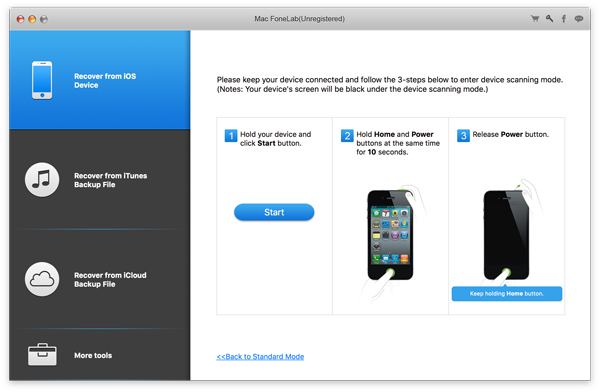 Mac FoneLab(Unregistered)
Recover from iOS
Device
Recover from iTunes
Backup File
Recover from iCloud
Backup File
More tools
Please keep your device connected and follow the 3-steps below to enter device scanning mode.
(Notes: Your device's screen will be black under the device scanning mode.)
1 Hold your device and
click Start button.
Start
2 Hold Home and Power
buttons at the same time
for 10 seconds.
3 Release Power button.
Keep holding Home button.
<<Back to Standard Mode